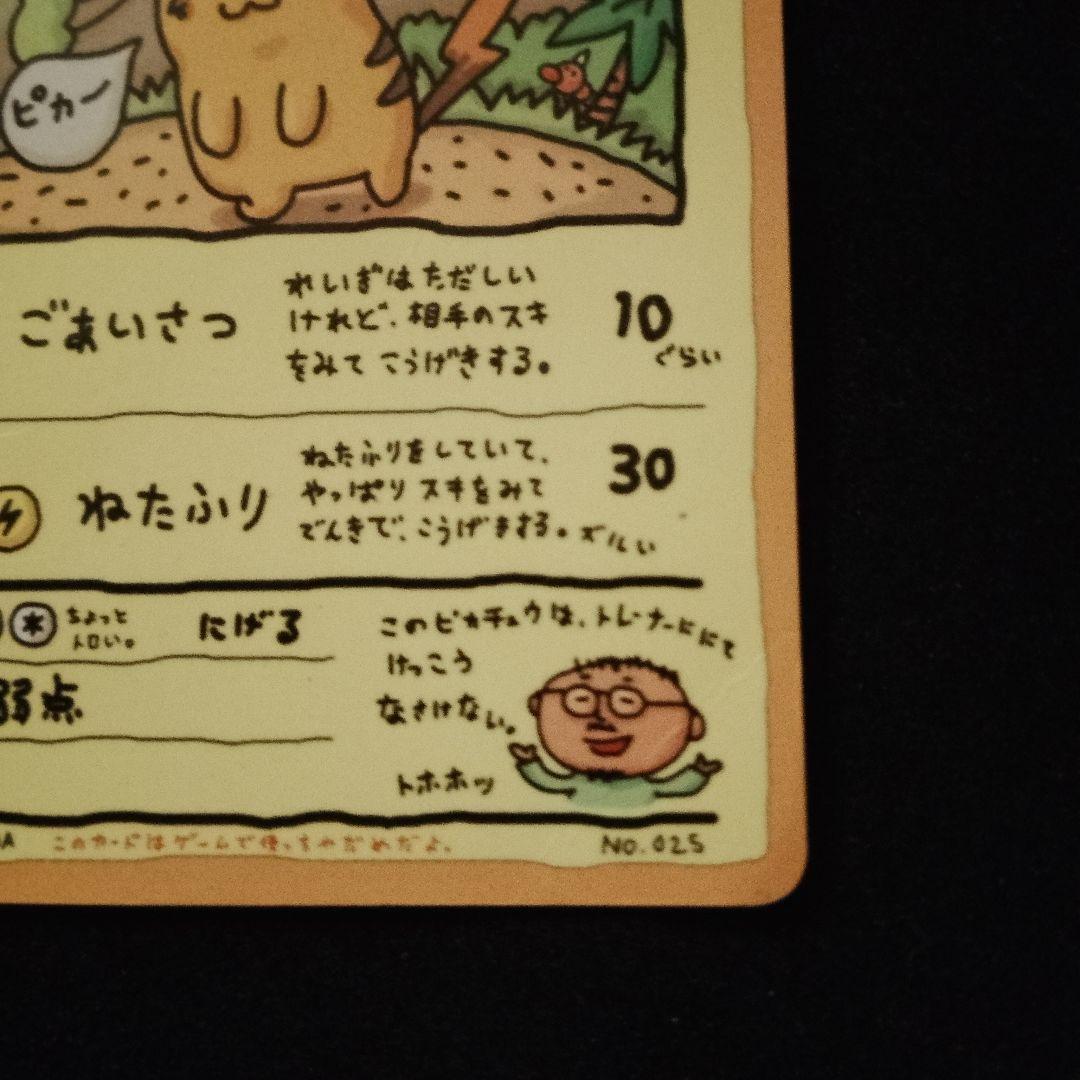 ピカー
ごあいさつ
れいぎはただしい
けれど、相手のスキ
をみて こうげきする。
10
ぐらい
ねたふり
ねたふりをしていて、
やっぱり スキをみて
でんきで、こうげきする。ズルい
30
ちょっと
トロい。
にげる
弱点
このピカチュウは、トレーナーににて
けっこう
なさけない。
トホホッ
このカードはゲームで使っちゃだめだよ。
NO. 025